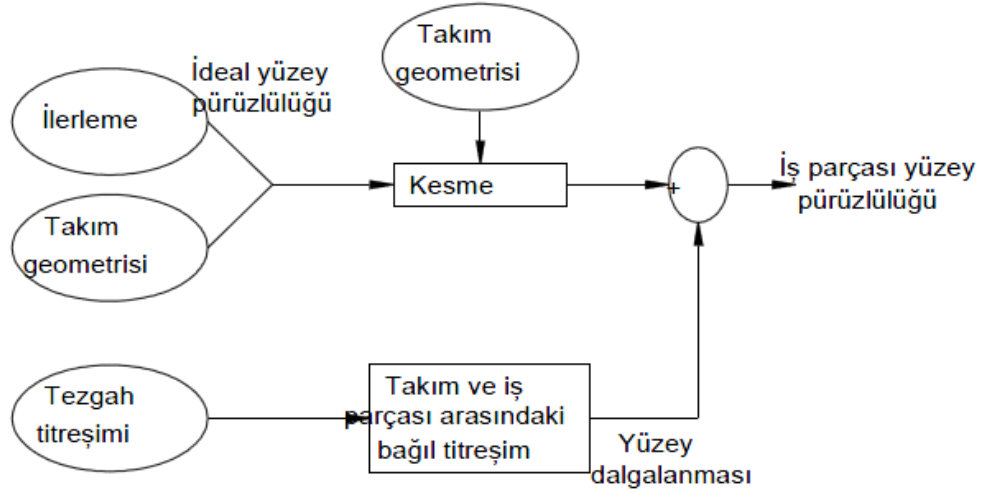 Takım
geometrisi
İdeal yüzey
pürüzlülüğü
İlerleme
Kesme
+
İş parçası yüzey
pürüzlülüğü
Takım
geometrisi
Tezgah
titreşimi
Takım ve iş
parçası arasındaki
bağıl titreşim
Yüzey
dalgalanması